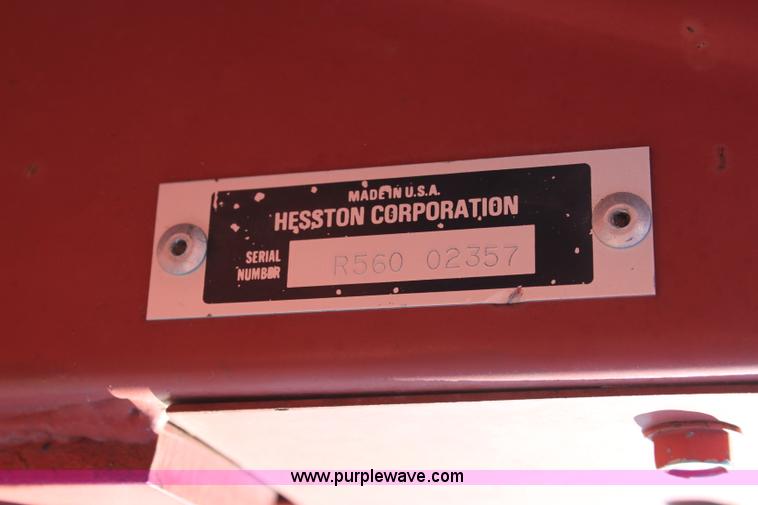 MADE IN U.S.A.
HESSTON CORPORATION
SERIAL
NUMBER
R560 02357
www.purplewave.com